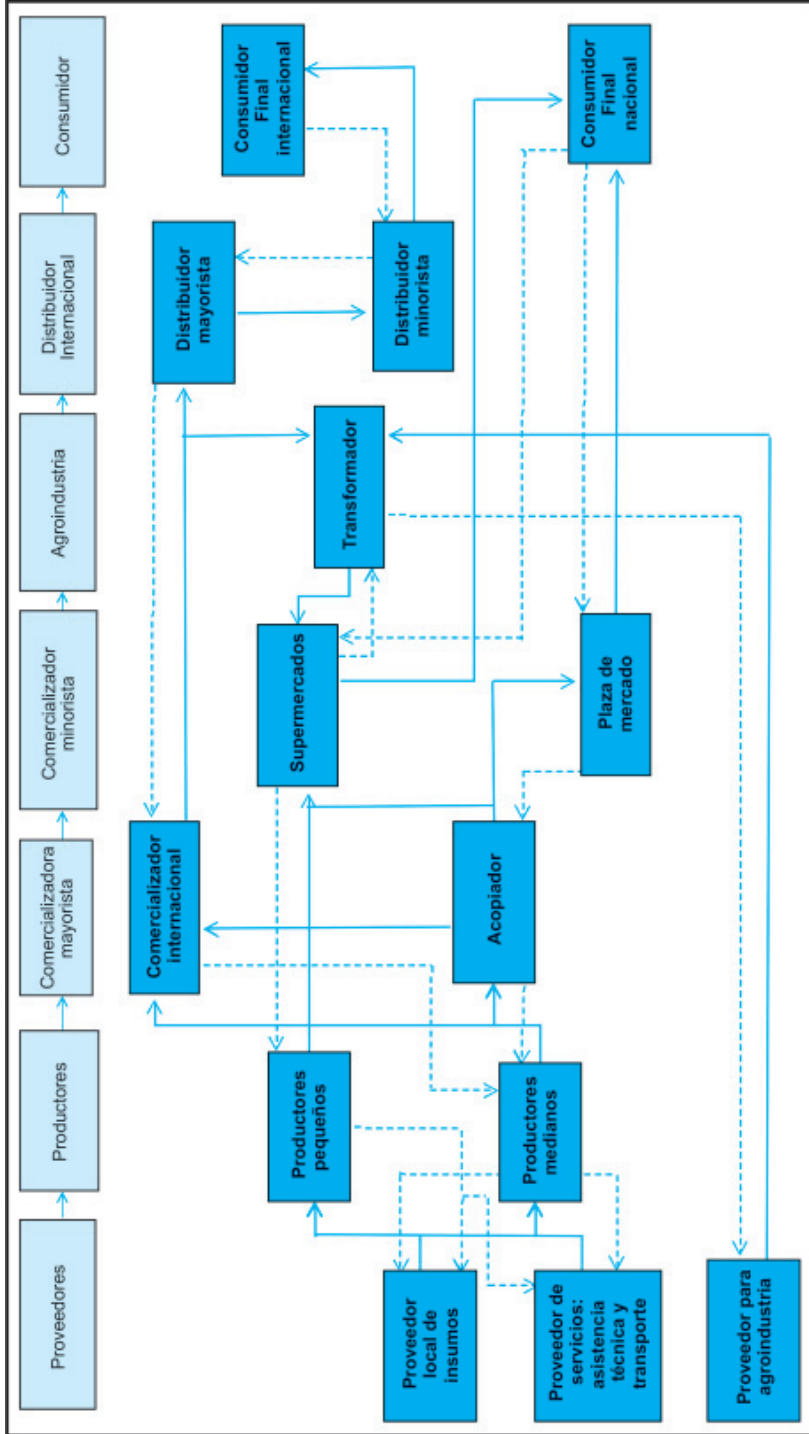 Proveedores
Productores
Comercializadora
mayorista
Comercializador
minorista
Agroindustria
Distribuidor
Internacional
Consumidor
Proveedor
local de
insumos
Proveedor de
servicios:
asistencia
técnica y
transporte
Proveedor para
agroindustria
Productores
pequeños
Productores
medianos
Comercializador
internacional
Acopiador
Supermercados
Plaza de
mercado
Transformador
Distribuidor
mayorista
Distribuidor
minorista
Consumidor
Final
internacional
Consumidor
Final
nacional